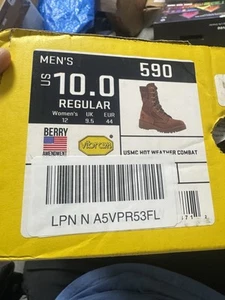 MEN'S
590
US 10.0
REGULAR
Women's UK EUR
12 9.5 44
BERRY
AMENDMENT
vibram
USMC HOT WEATHER COMBAT
LPN N A5VPR53FL